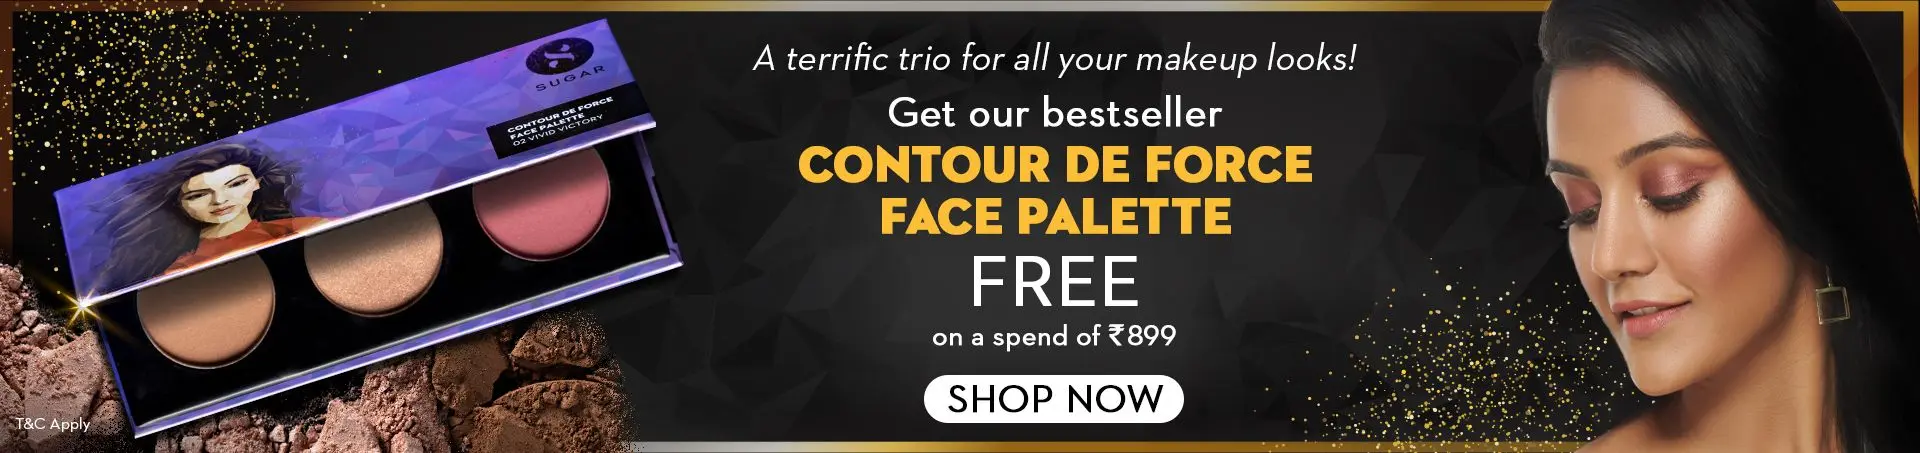 SUGAR
CONTOUR DE FORCE
FACE PALETTE
02 VIVID VICTORY
A terrific trio for all your makeup looks!
Get our bestseller
CONTOUR DE FORCE
FACE PALETTE
FREE
on a spend of ₹899
SHOP NOW
T&C Apply